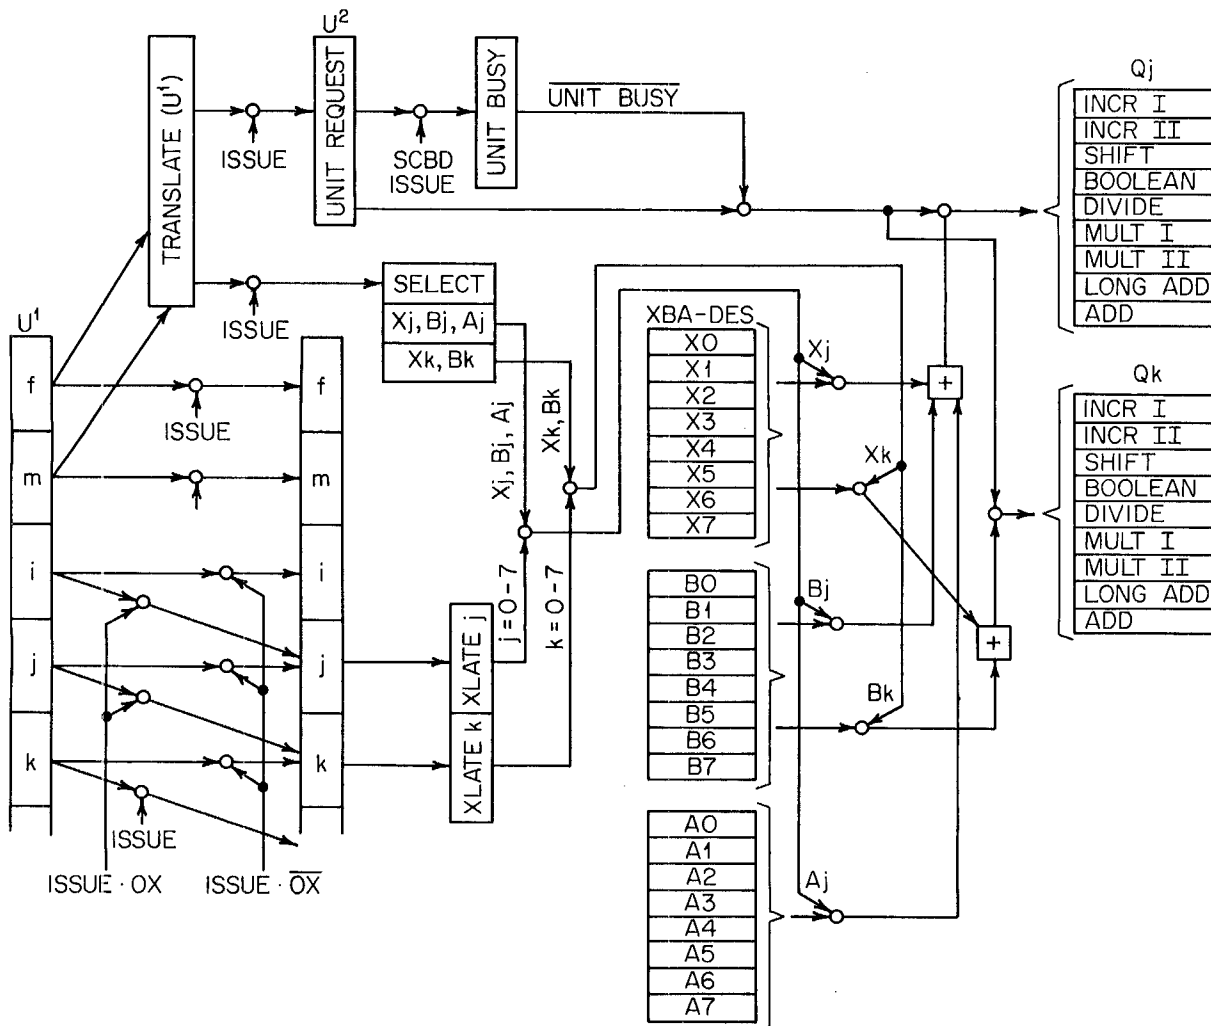 U²
TRANSLATE (U¹)
UNIT REQUEST
UNIT BUSY
U̅N̅I̅T̅ B̅U̅S̅Y̅
ISSUE
SCBD
ISSUE
ISSUE
SELECT
Xj, Bj, Aj
Xk, Bk
U¹
f
m
i
j
k
ISSUE
ISSUE
ISSUE · OX
ISSUE · O̅X̅
f
m
i
j
k
XLATE j
XLATE k
Xj, Bj, Aj
Xk, Bk
j = 0 - 7
k = 0 - 7
XBA-DES
X0
X1
X2
X3
X4
X5
X6
X7
B0
B1
B2
B3
B4
B5
B6
B7
A0
A1
A2
A3
A4
A5
A6
A7
Xj
Xk
Bj
Bk
Aj
+
+
Qj
INCR I
INCR II
SHIFT
BOOLEAN
DIVIDE
MULT I
MULT II
LONG ADD
ADD
Qk
INCR I
INCR II
SHIFT
BOOLEAN
DIVIDE
MULT I
MULT II
LONG ADD
ADD